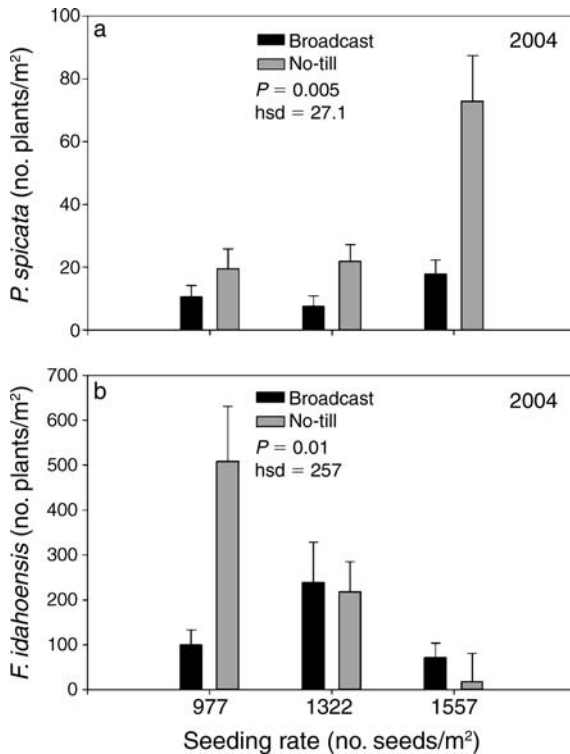 a
2004
Broadcast
No-till
P = 0.005
hsd = 27.1
100
80
60
40
20
0
P. spicata (no. plants/m²)
b
2004
Broadcast
No-till
P = 0.01
hsd = 257
700
600
500
400
300
200
100
0
F. idahoensis (no. plants/m²)
977 1322 1557
Seeding rate (no. seeds/m²)